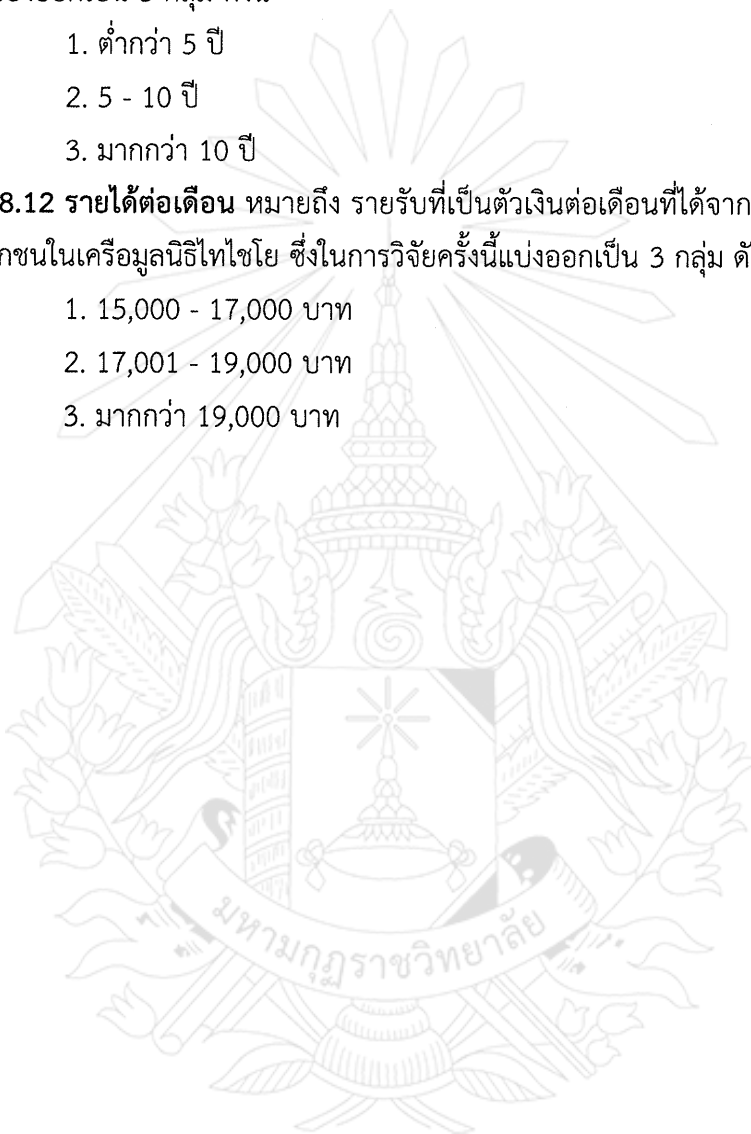 1. ต่ำกว่า 5 ปี
2. 5 - 10 ปี
3. มากกว่า 10 ปี
8.12 รายได้ต่อเดือน หมายถึง รายรับที่เป็นตัวเงินต่อเดือนที่ได้จาก
กชนในเครือมูลนิธิไทไชโย ซึ่งในการวิจัยครั้งนี้แบ่งออกเป็น 3 กลุ่ม ดั
1. 15,000 - 17,000 บาท
2. 17,001 - 19,000 บาท
3. มากกว่า 19,000 บาท
มหามกุฏราชวิทยาลัย